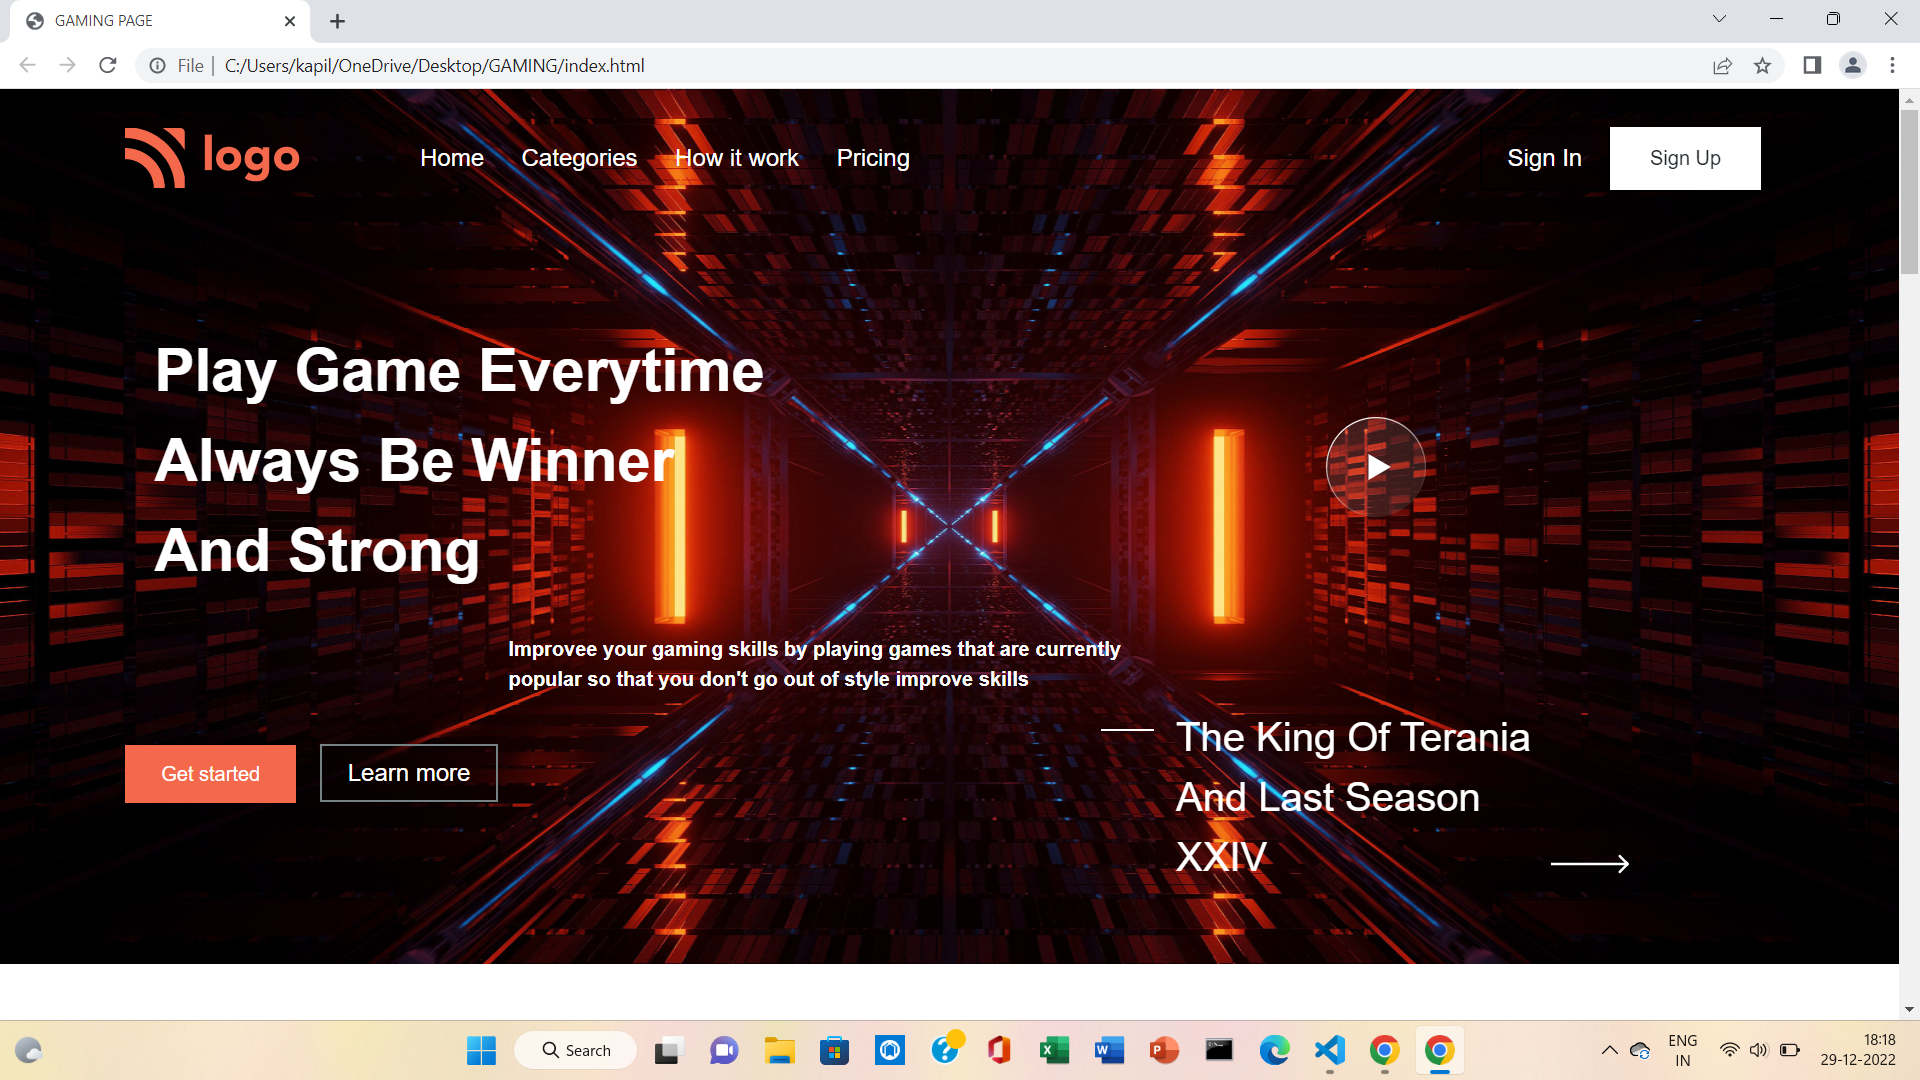 GAMING PAGE
File
C:/Users/kapil/OneDrive/Desktop/GAMING/index.html
logo
Home
Categories
How it work
Pricing
Sign In
Sign Up
Play Game Everytime
Always Be Winner
And Strong
Improvee your gaming skills by playing games that are currently
popular so that you don't go out of style improve skills
Get started
Learn more
The King Of Terania
And Last Season
XXIV
Search
ENG
IN
18:18
29-12-2022